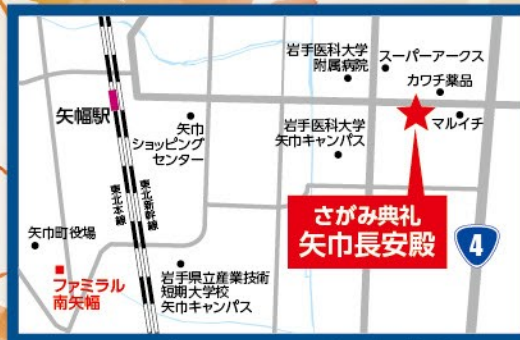 岩手医科大学
附属病院
スーパーアークス
カワチ薬品
矢幅駅
矢巾
ショッピング
センター
岩手医科大学
矢巾キャンパス
マルイチ
さがみ典礼
矢巾長安殿
4
東北本線
東北新幹線
矢巾町役場
ファミラル
南矢幅
岩手県立産業技術
短期大学校
矢巾キャンパス